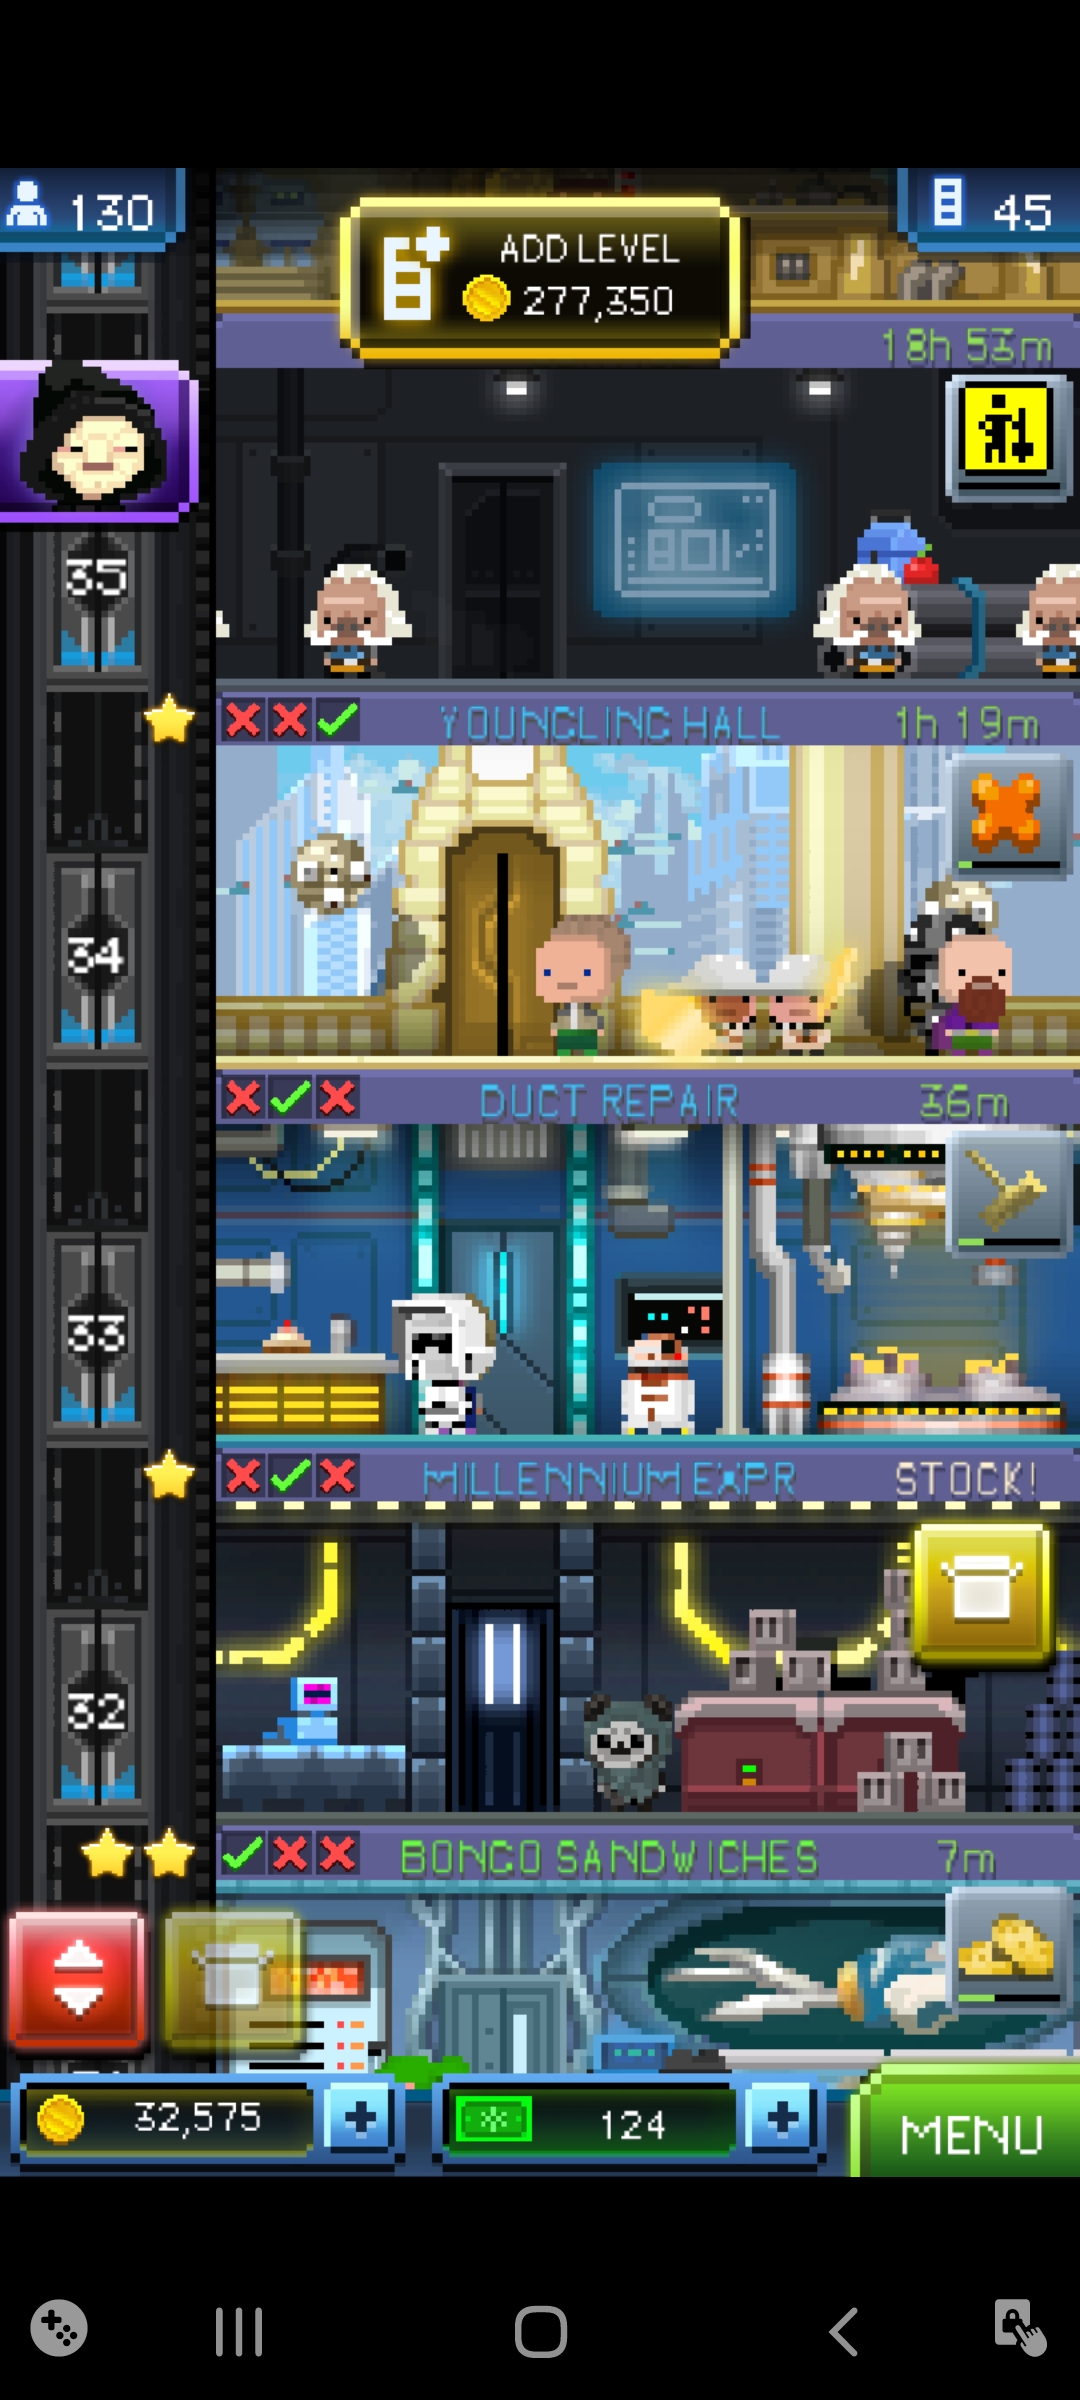 130
ADD LEVEL
277,350
45
18h 53m
35
YOUNGLING HALL
1h 19m
34
DUCT REPAIR
36m
33
MILLENNIUM EXPR
STOCK!
32
BONGO SANDWICHES
7m
32,575
124
MENU